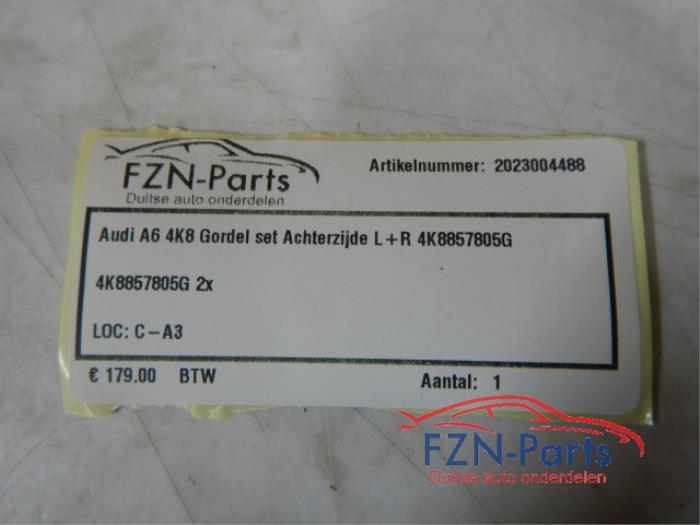 FZN-Parts
Duitse auto onderdelen
Artikelnummer: 2023004488
Audi A6 4K8 Gordel set Achterzijde L+R 4K8857805G
4K8857805G 2x
LOC: C-A3
€ 179.00 BTW
Aantal: 1
FZN-Parts
Duitse auto onderdelen